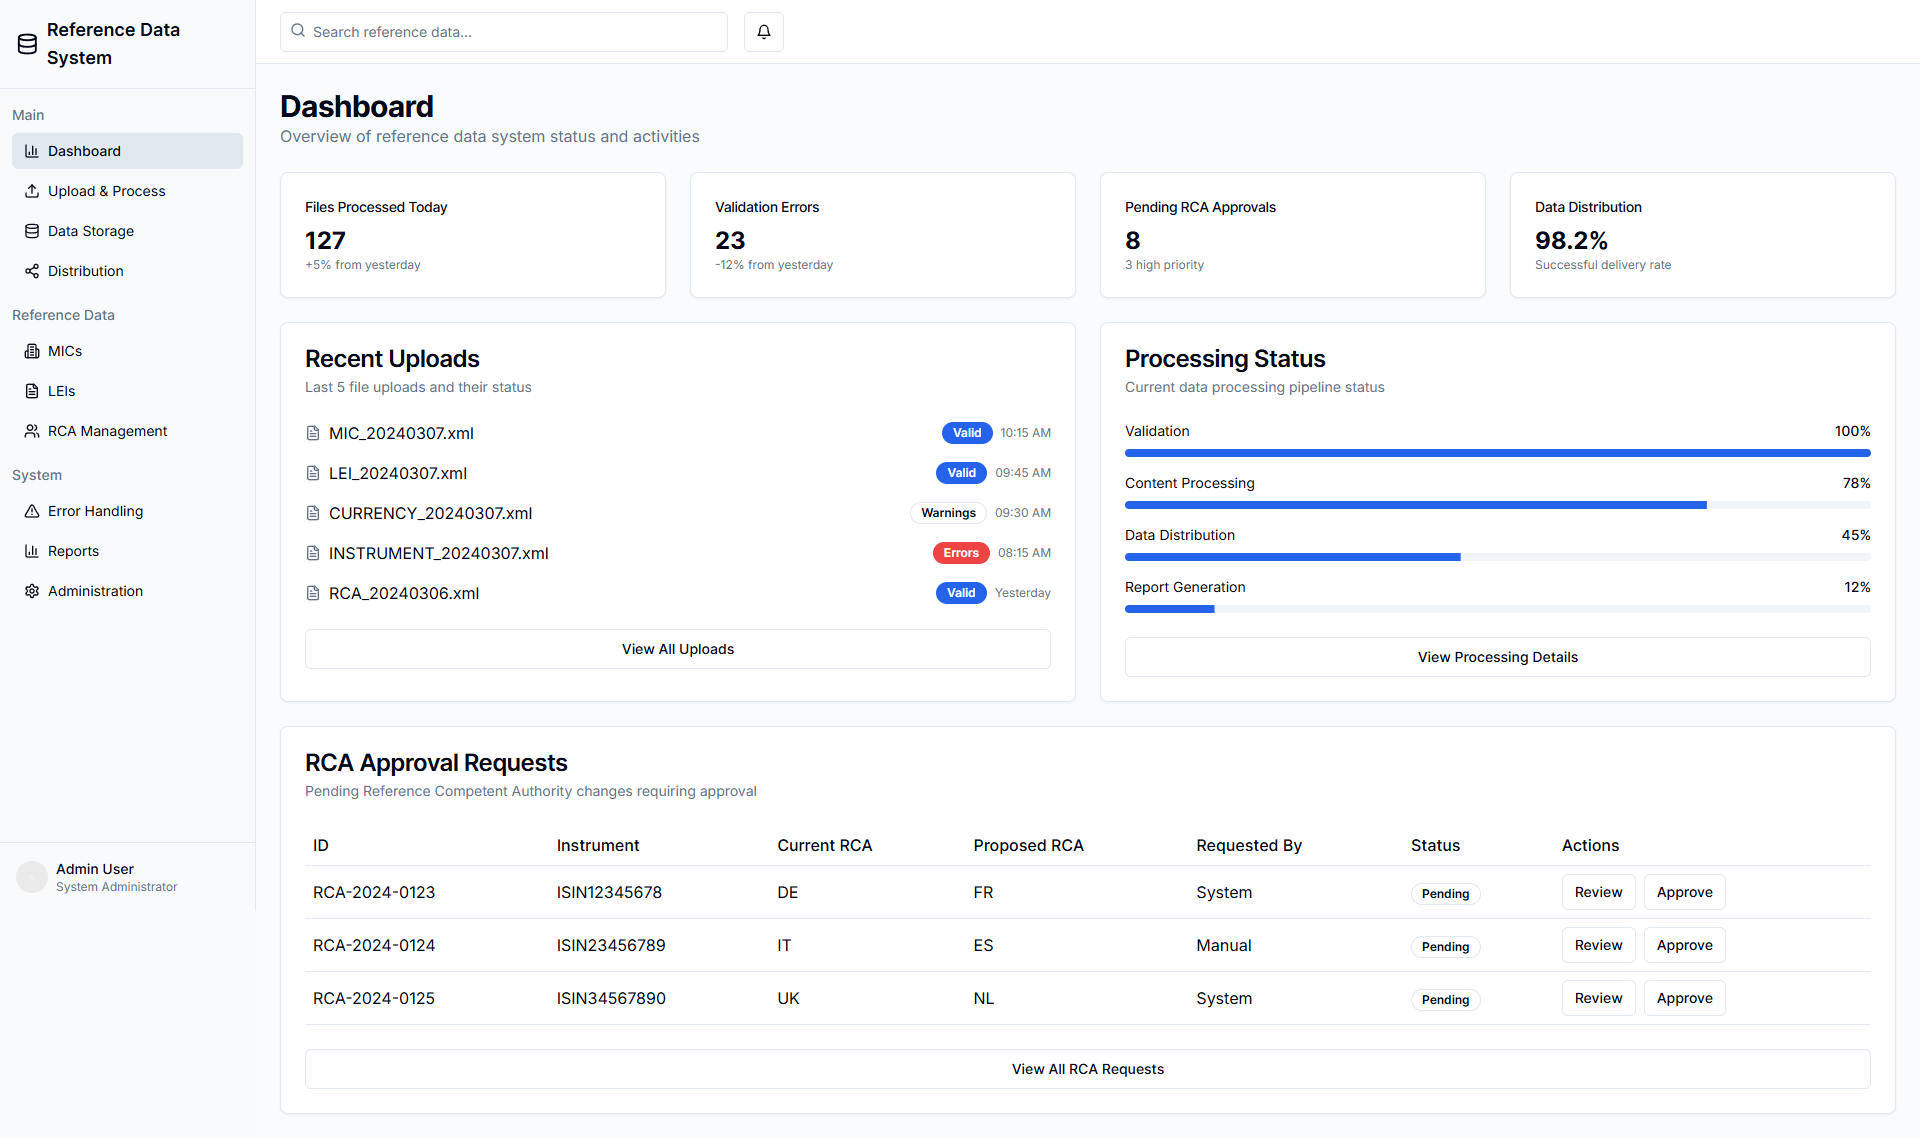 Reference Data
System
Main
Dashboard
Upload & Process
Data Storage
Distribution
Reference Data
MICs
LEIs
RCA Management
System
Error Handling
Reports
Administration
Admin User
System Administrator
Search reference data...
Dashboard
Overview of reference data system status and activities
Files Processed Today
127
+5% from yesterday
Validation Errors
23
-12% from yesterday
Pending RCA Approvals
8
3 high priority
Data Distribution
98.2%
Successful delivery rate
Recent Uploads
Last 5 file uploads and their status
MIC_20240307.xml Valid 10:15 AM
LEI_20240307.xml Valid 09:45 AM
CURRENCY_20240307.xml Warnings 09:30 AM
INSTRUMENT_20240307.xml Errors 08:15 AM
RCA_20240306.xml Valid Yesterday
View All Uploads
Processing Status
Current data processing pipeline status
Validation 100%
Content Processing 78%
Data Distribution 45%
Report Generation 12%
View Processing Details
RCA Approval Requests
Pending Reference Competent Authority changes requiring approval
ID Instrument Current RCA Proposed RCA Requested By Status Actions
RCA-2024-0123 ISIN12345678 DE FR System Pending Review Approve
RCA-2024-0124 ISIN23456789 IT ES Manual Pending Review Approve
RCA-2024-0125 ISIN34567890 UK NL System Pending Review Approve
View All RCA Requests